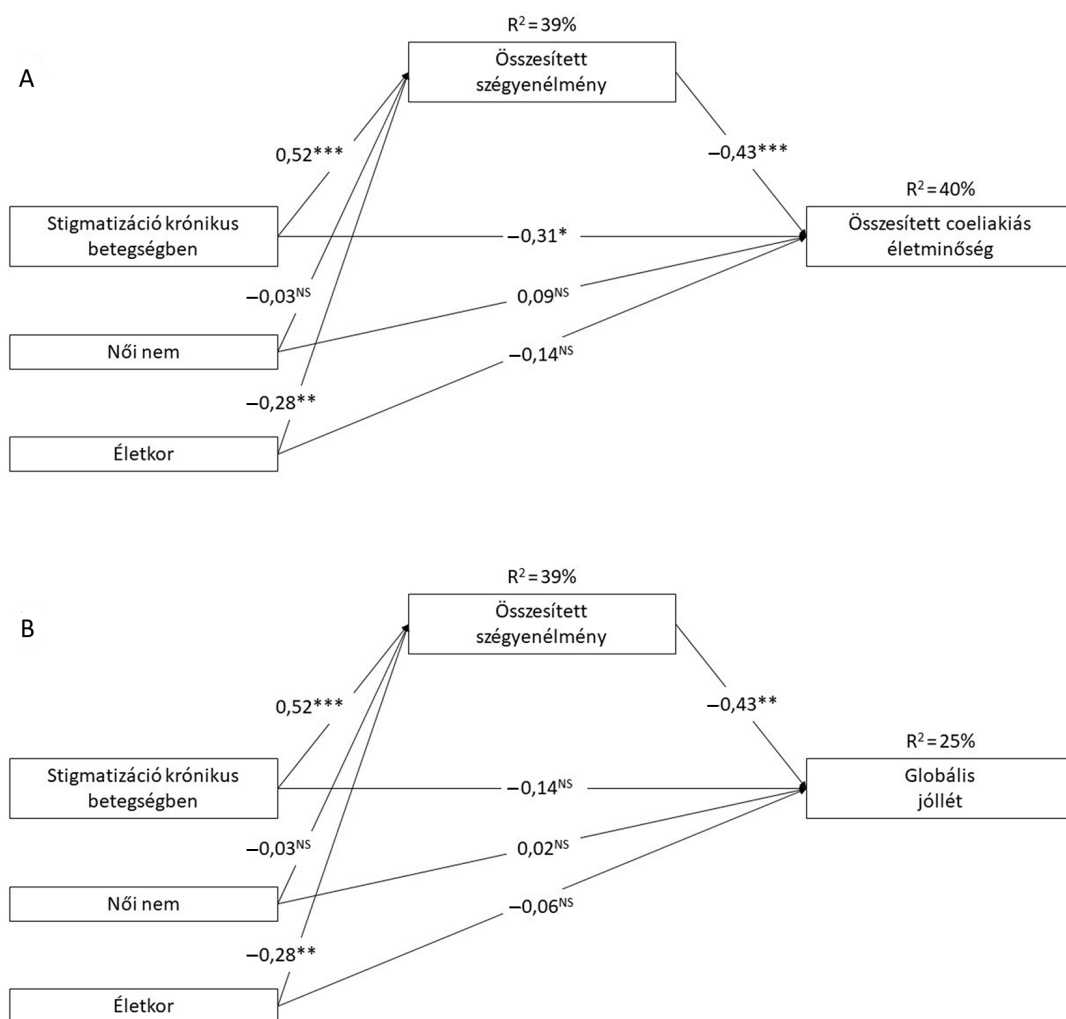 R² = 39%
A
Összesített
szégyenélmény
0,52***
−0,43***
R² = 40%
Stigmatizáció krónikus
betegségben
−0,31*
Összesített coeliakiás
életminőség
−0,03NS
0,09NS
Női nem
−0,14NS
−0,28**
Életkor
R² = 39%
B
Összesített
szégyenélmény
0,52***
−0,43**
R² = 25%
Stigmatizáció krónikus
betegségben
−0,14NS
Globális
jóllét
−0,03NS
0,02NS
Női nem
−0,06NS
−0,28**
Életkor